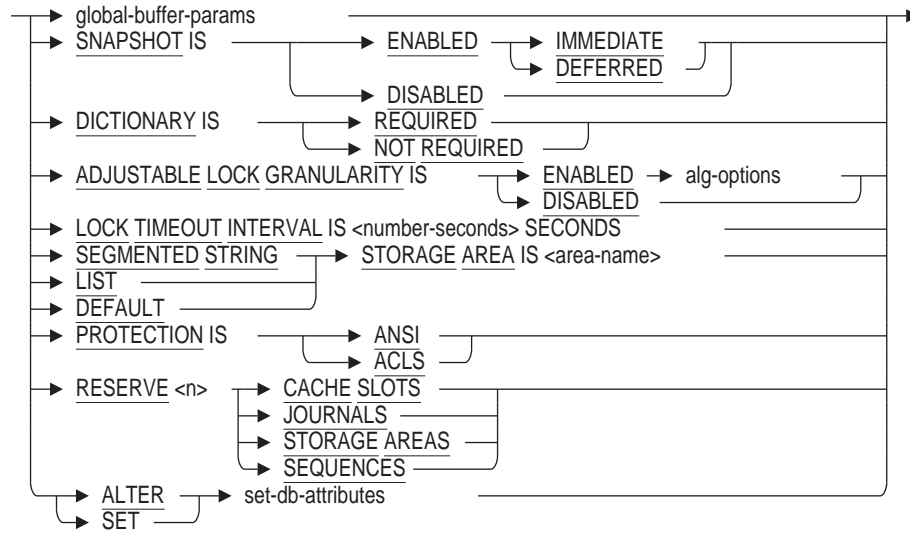 global-buffer-params
SNAPSHOT IS ENABLED IMMEDIATE
DEFERRED
DISABLED
DICTIONARY IS REQUIRED
NOT REQUIRED
ADJUSTABLE LOCK GRANULARITY IS ENABLED alg-options
DISABLED
LOCK TIMEOUT INTERVAL IS <number-seconds> SECONDS
SEGMENTED STRING STORAGE AREA IS <area-name>
LIST
DEFAULT
PROTECTION IS ANSI
ACLS
RESERVE <n> CACHE SLOTS
JOURNALS
STORAGE AREAS
SEQUENCES
ALTER set-db-attributes
SET